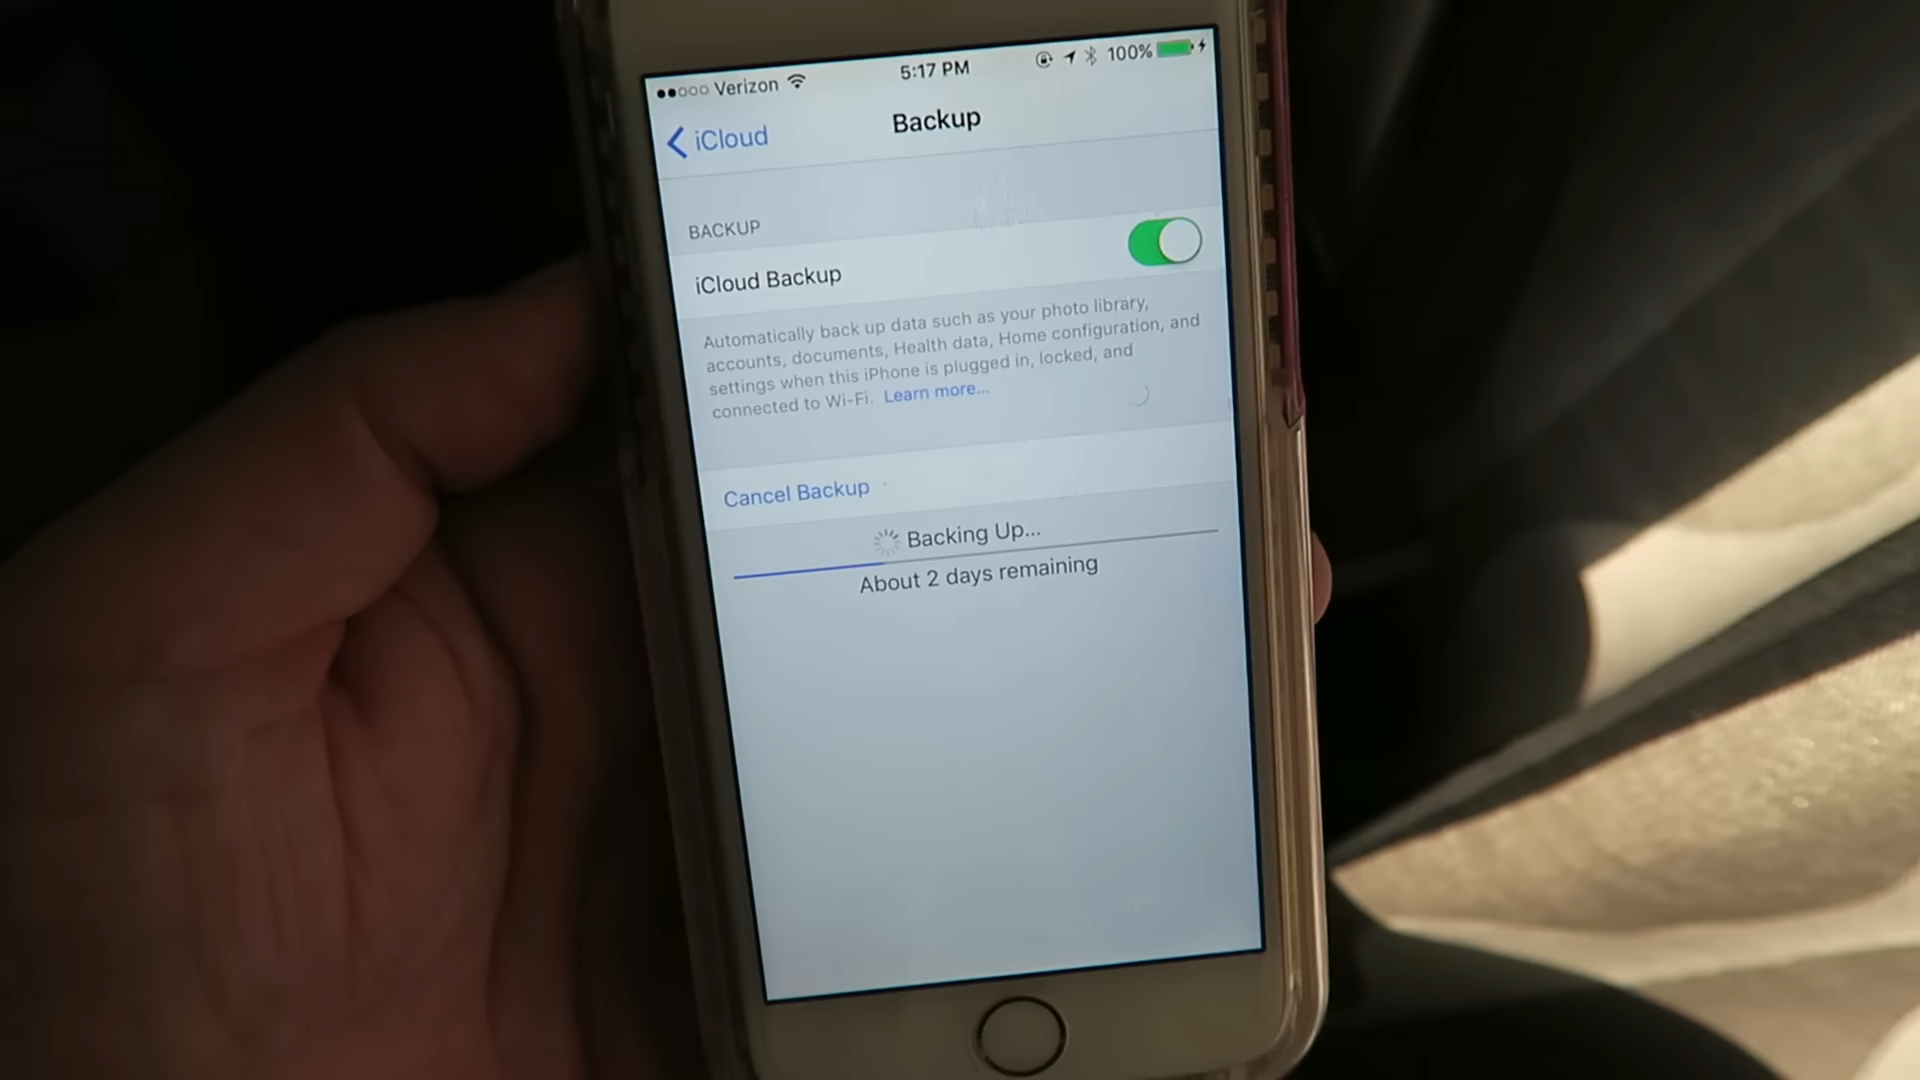 Verizon 5:17 PM 100%
iCloud Backup
BACKUP
iCloud Backup
Automatically back up data such as your photo library,
accounts, documents, Health data, Home configuration, and
settings when this iPhone is plugged in, locked, and
connected to Wi-Fi. Learn more...
Cancel Backup
Backing Up...
About 2 days remaining